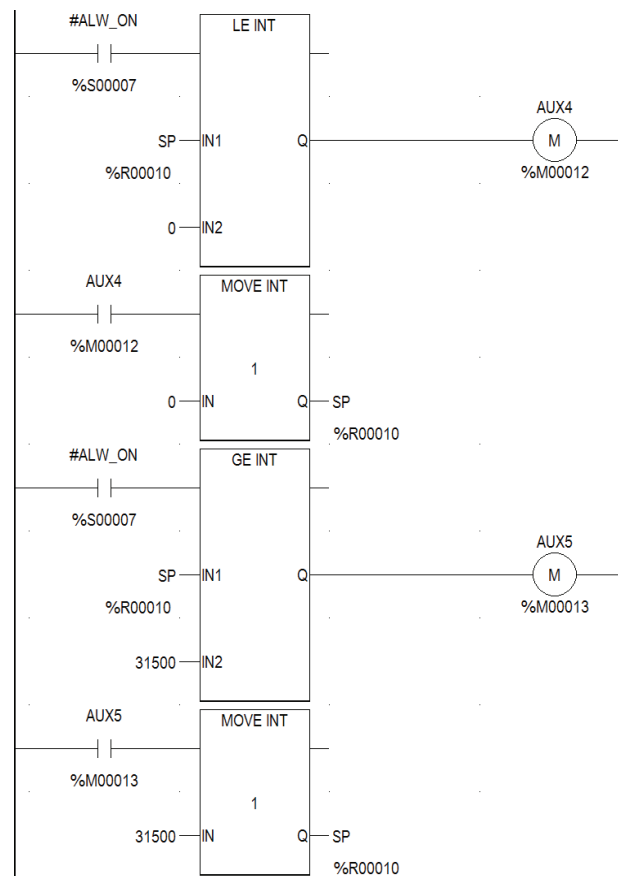 #ALW_ON LE INT
%S00007
AUX4
SP IN1 Q M
%R00010 %M00012
0 IN2
AUX4 MOVE INT
%M00012
1
0 IN Q SP
%R00010
#ALW_ON GE INT
%S00007
AUX5
SP IN1 Q M
%R00010 %M00013
31500 IN2
AUX5 MOVE INT
%M00013
1
31500 IN Q SP
%R00010